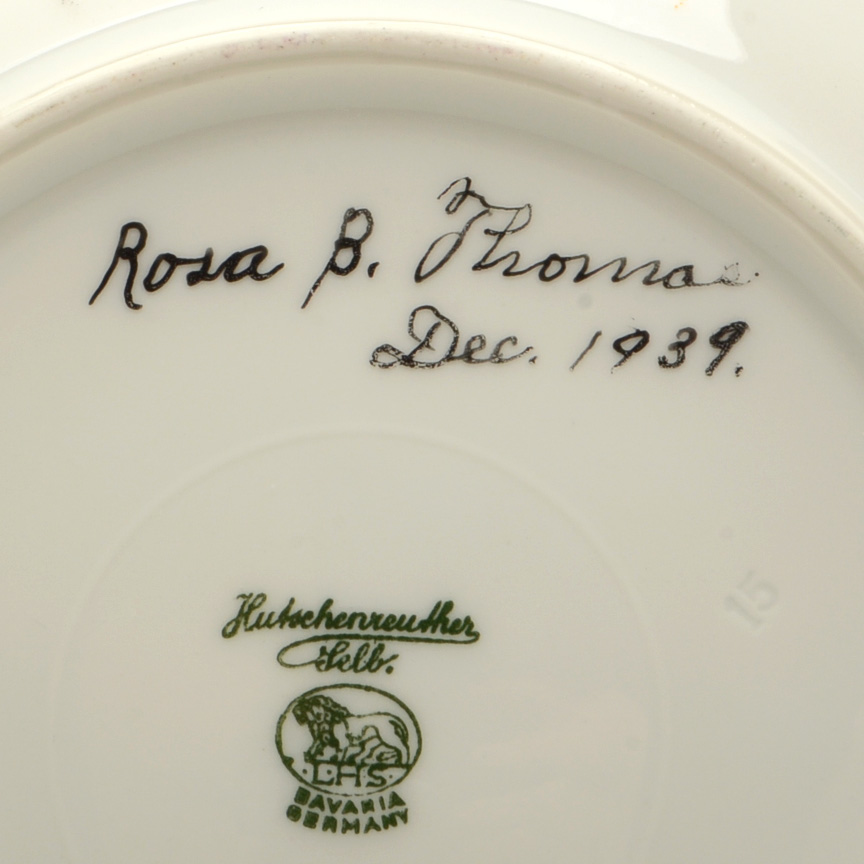 Rosa B. Thomas
Dec. 1939.
15
Hutschenreuther
Selb.
L·H·S
BAVARIA
GERMANY